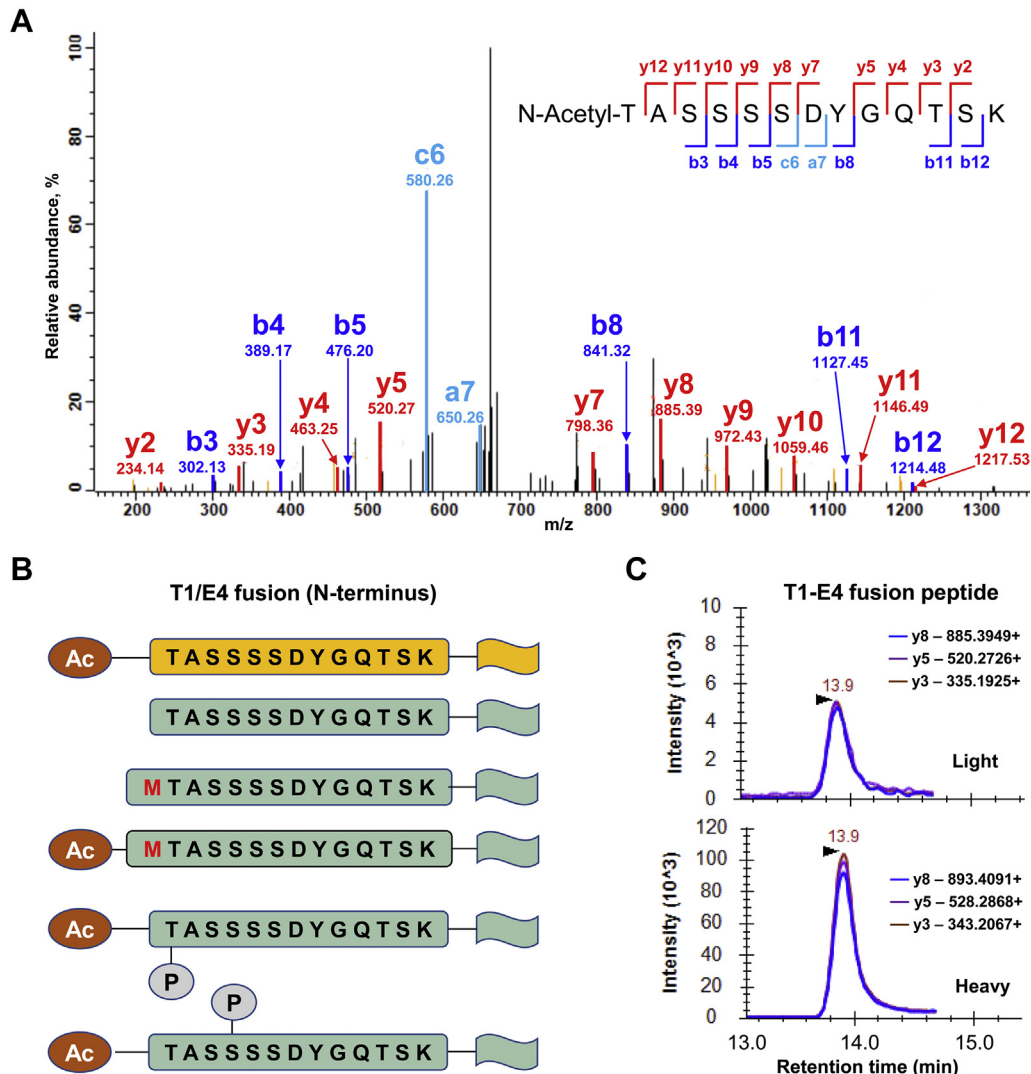 A
Relative abundance, %
100
80
60
40
20
0
200 300 400 500 600 700 800 900 1000 1100 1200 1300
m/z
y12 y11 y10 y9 y8 y7 y5 y4 y3 y2
N-Acetyl-T A S S S S D Y G Q T S K
b3 b4 b5 c6 a7 b8 b11 b12
y2
234.14
b3
302.13
y3
335.19
b4
389.17
y4
463.25
b5
476.20
y5
520.27
c6
580.26
a7
650.26
y7
798.36
b8
841.32
y8
885.39
y9
972.43
y10
1059.46
b11
1127.45
y11
1146.49
b12
1214.48
y12
1217.53
B
T1/E4 fusion (N-terminus)
Ac T A S S S S D Y G Q T S K
T A S S S S D Y G Q T S K
M T A S S S S D Y G Q T S K
Ac M T A S S S S D Y G Q T S K
Ac T A S S S S D Y G Q T S K
P
P
Ac T A S S S S D Y G Q T S K
C
T1-E4 fusion peptide
Intensity (10^3)
10
8
6
4
2
0
13.9
y8 – 885.3949+
y5 – 520.2726+
y3 – 335.1925+
Light
Intensity (10^3)
120
100
80
60
40
20
0
13.9
y8 – 893.4091+
y5 – 528.2868+
y3 – 343.2067+
Heavy
13.0 14.0 15.0
Retention time (min)